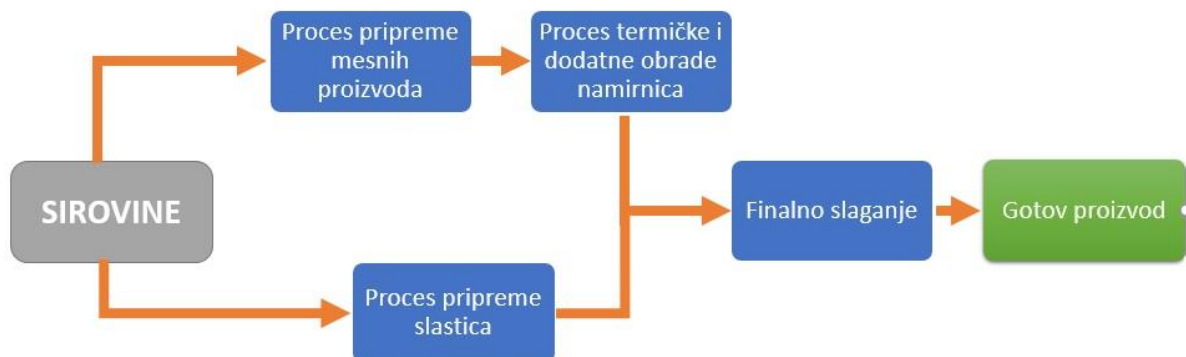 Proces pripreme
mesnih
proizvoda
Proces termičke i
dodatne obrade
namirnica
SIROVINE
Finalno slaganje
Gotov proizvod
Proces pripreme
slastica